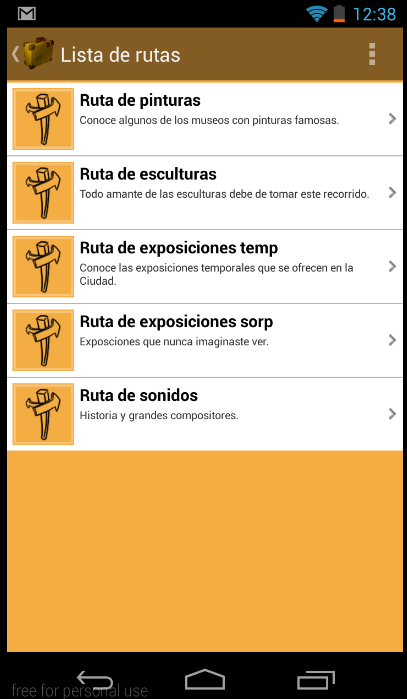 12:38
Lista de rutas
Ruta de pinturas
Conoce algunos de los museos con pinturas famosas.
Ruta de esculturas
Todo amante de las esculturas debe de tomar este recorrido.
Ruta de exposiciones temp
Conoce las exposiciones temporales que se ofrecen en la
Ciudad.
Ruta de exposiciones sorp
Exposciones que nunca imaginaste ver.
Ruta de sonidos
Historia y grandes compositores.
free for personal use